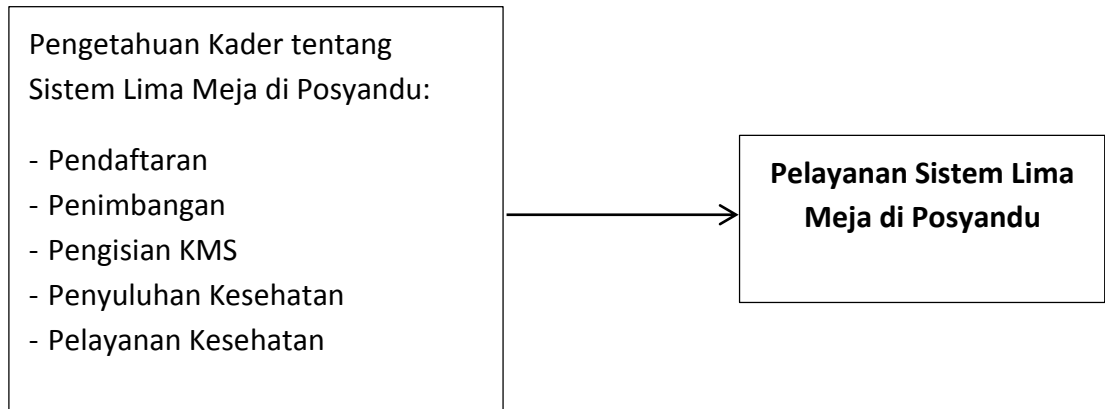 Pengetahuan Kader tentang
Sistem Lima Meja di Posyandu:
- Pendaftaran
- Penimbangan
- Pengisian KMS
- Penyuluhan Kesehatan
- Pelayanan Kesehatan
Pelayanan Sistem Lima
Meja di Posyandu